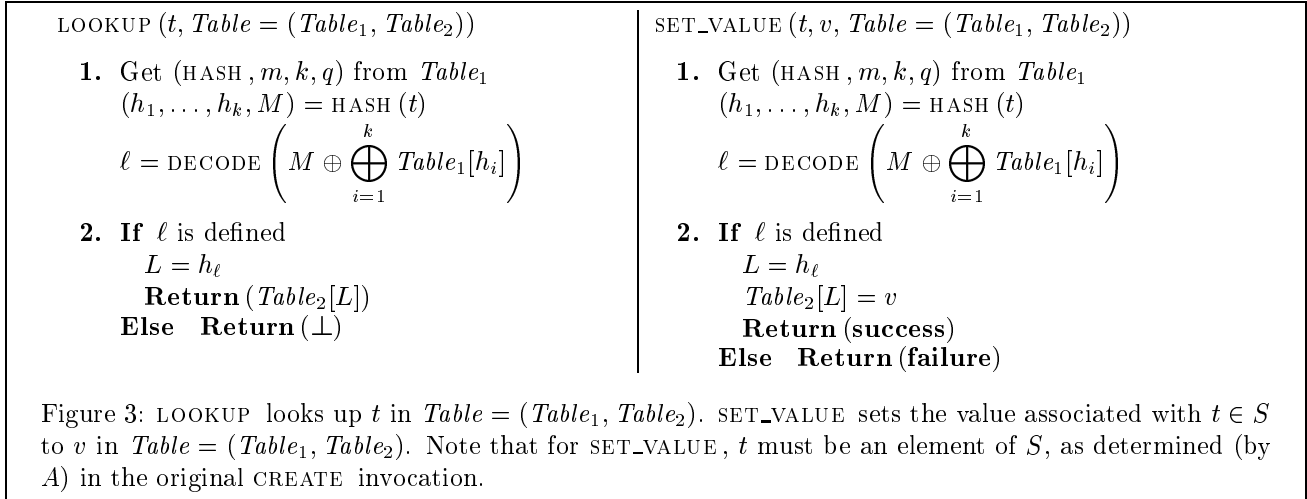 LOOKUP (t, Table = (Table₁, Table₂))
1. Get (HASH, m, k, q) from Table₁
(h₁, . . . , hₖ, M) = HASH (t)
ℓ = DECODE (M ⊕ ⨁ᵢ₌₁ᵏ Table₁[hᵢ])
2. If ℓ is defined
L = h_ℓ
Return (Table₂[L])
Else Return (⊥)
SET_VALUE (t, v, Table = (Table₁, Table₂))
1. Get (HASH, m, k, q) from Table₁
(h₁, . . . , hₖ, M) = HASH (t)
ℓ = DECODE (M ⊕ ⨁ᵢ₌₁ᵏ Table₁[hᵢ])
2. If ℓ is defined
L = h_ℓ
Table₂[L] = v
Return (success)
Else Return (failure)
Figure 3: LOOKUP looks up t in Table = (Table₁, Table₂). SET_VALUE sets the value associated with t ∈ S
to v in Table = (Table₁, Table₂). Note that for SET_VALUE, t must be an element of S, as determined (by
A) in the original CREATE invocation.